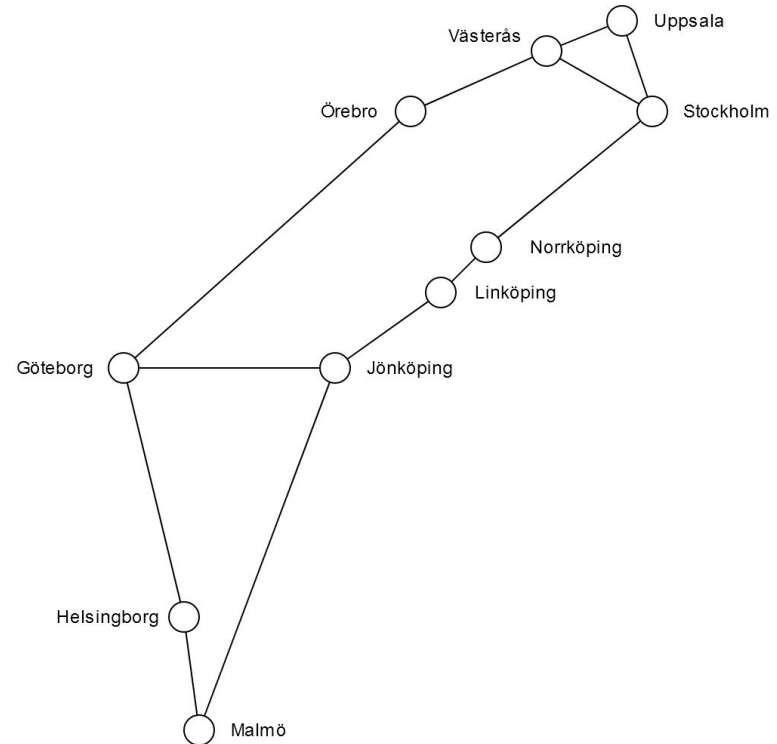 Uppsala
Västerås
Örebro
Stockholm
Norrköping
Linköping
Göteborg
Jönköping
Helsingborg
Malmö